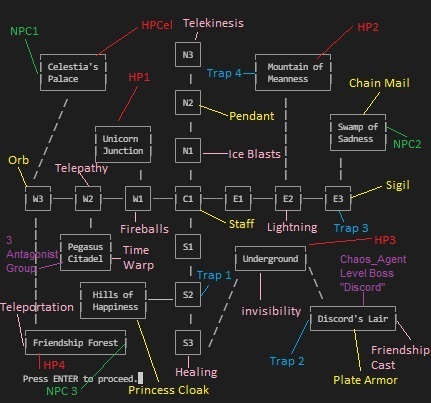 NPC1
HPCel
Telekinesis
HP2
Celestia's
Palace
N3
Trap 4
Mountain of
Meanness
HP1
Chain Mail
N2
Pendant
Unicorn
Junction
Swamp of
Sadness
NPC2
Orb
Telepathy
N1
Ice Blasts
W3
W2
W1
C1
E1
E2
E3
Sigil
Fireballs
Staff
Lightning
Trap 3
3
Antagonist
Group
Pegasus
Citadel
Time
Warp
S1
HP3
Underground
Chaos_Agent
Level Boss
"Discord"
Trap 1
Teleportation
Hills of
Happiness
S2
invisibility
Discord's Lair
Friendship Forest
S3
Friendship
Cast
HP4
Healing
Trap 2
Press ENTER to proceed.
NPC 3
Princess Cloak
Plate Armor